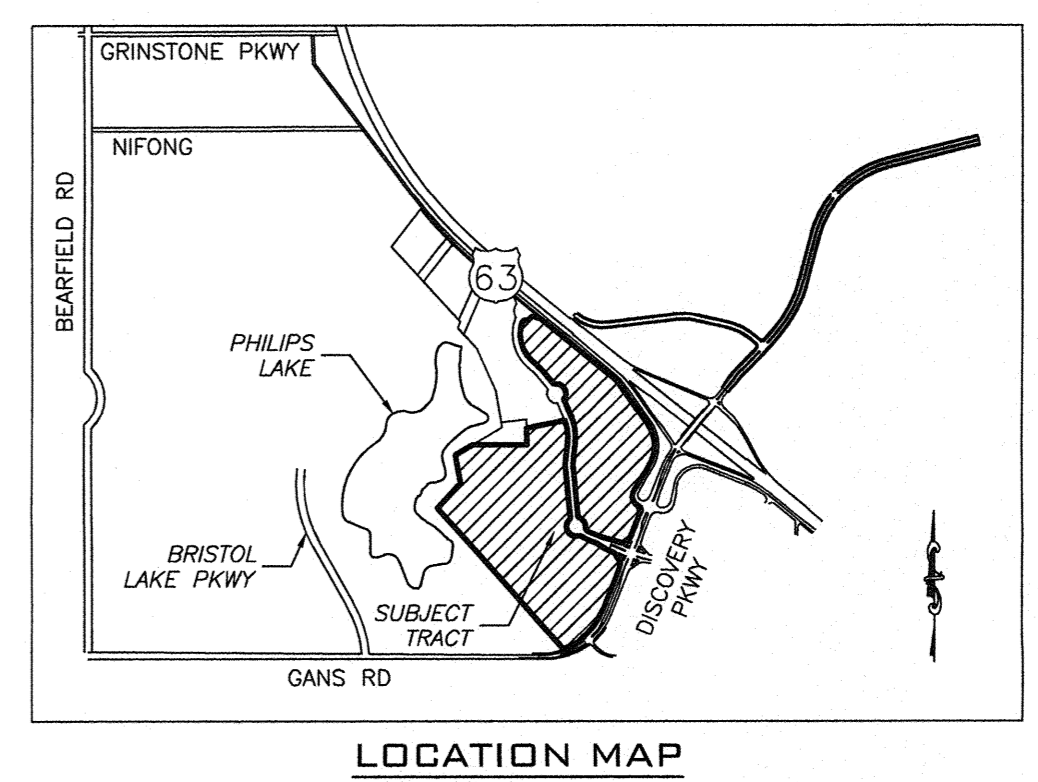 GRINSTONE PKWY
NIFONG
BEARFIELD RD
63
PHILIPS
LAKE
BRISTOL
LAKE PKWY
SUBJECT
TRACT
DISCOVERY
PKWY
GANS RD
LOCATION MAP